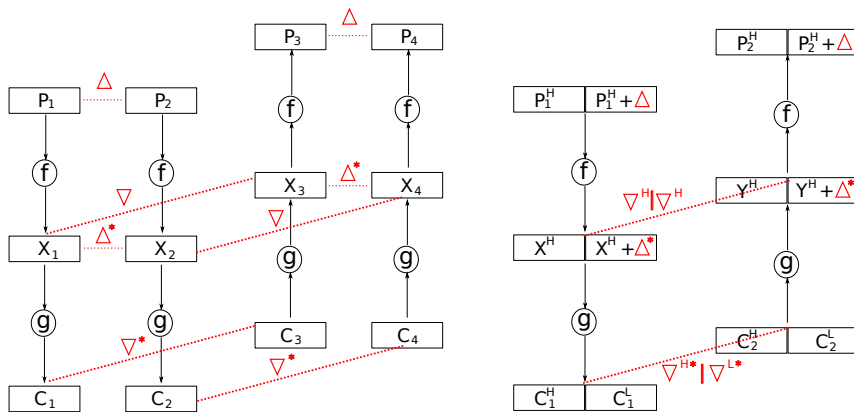 P₃ Δ P₄
P₁ Δ P₂
f f
f f
∇ X₃ Δ* X₄
∇
X₁ Δ* X₂
g g
g g
∇* C₃ C₄
∇*
C₁ C₂
P₂ᴴ P₂ᴴ+Δ
P₁ᴴ P₁ᴴ+Δ
f
f
∇ᴴ|∇ᴴ Yᴴ Yᴴ+Δ*
Xᴴ Xᴴ+Δ*
g
g
C₂ᴴ C₂ᴸ
∇ᴴ*|∇ᴸ*
C₁ᴴ C₁ᴸ